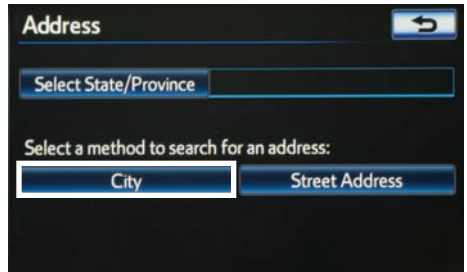 Address
Select State/Province
Select a method to search for an address:
City Street Address